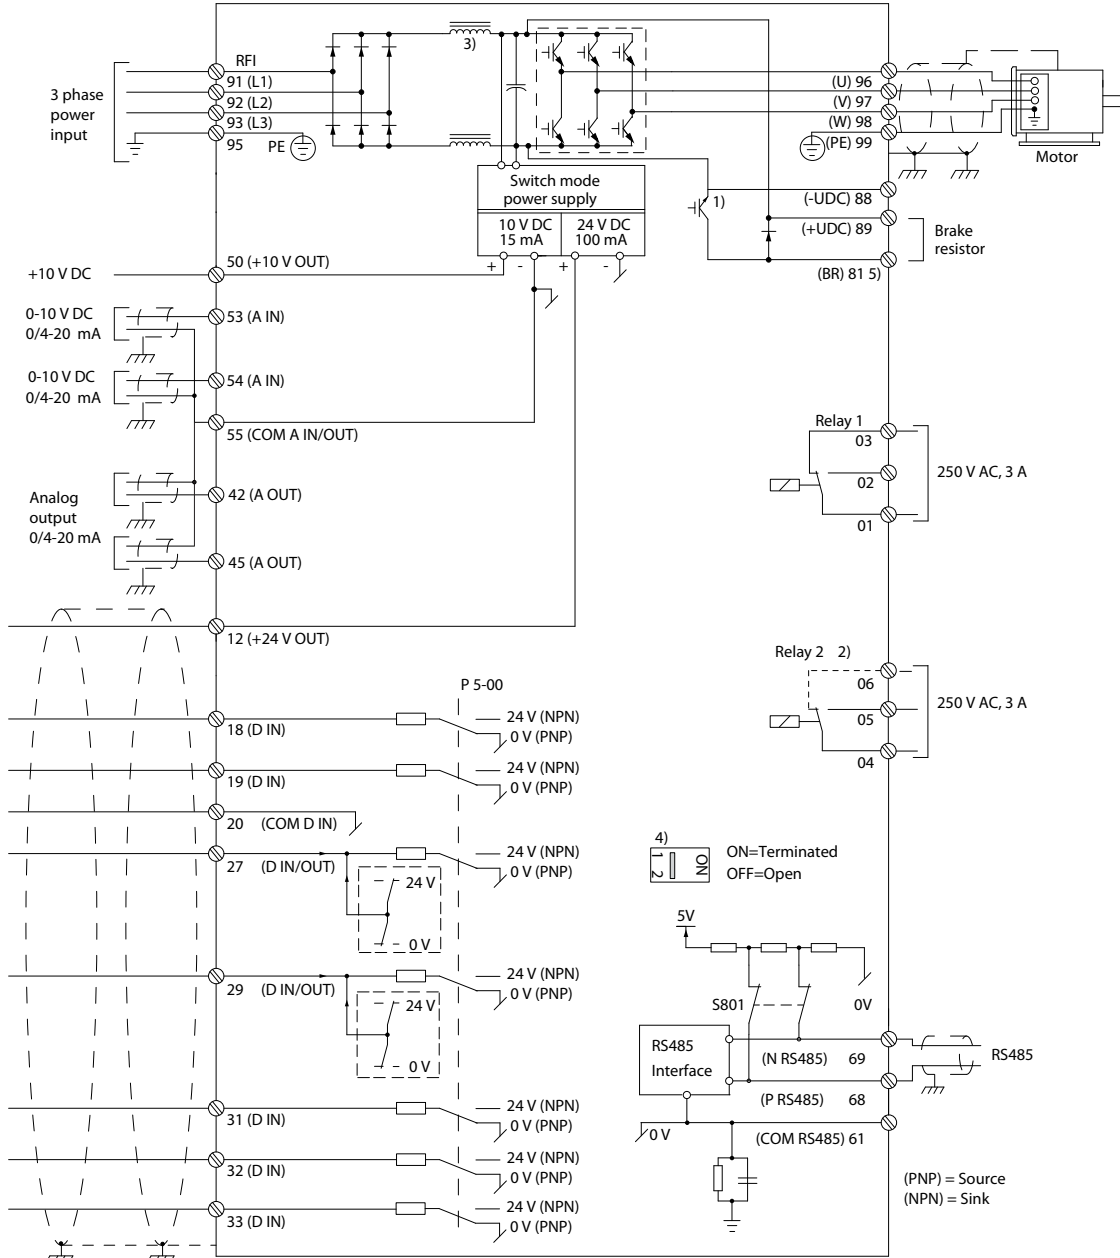 3 phase
power
input
RFI
91 (L1)
92 (L2)
93 (L3)
95 PE
3)
(U) 96
(V) 97
(W) 98
(PE) 99
Motor
Switch mode
power supply
10 V DC
15 mA
24 V DC
100 mA
+ - + -
1)
(-UDC) 88
(+UDC) 89
(BR) 81 5)
Brake
resistor
+10 V DC
50 (+10 V OUT)
0-10 V DC
0/4-20 mA
53 (A IN)
0-10 V DC
0/4-20 mA
54 (A IN)
55 (COM A IN/OUT)
Analog
output
0/4-20 mA
42 (A OUT)
45 (A OUT)
12 (+24 V OUT)
Relay 1
03
02
01
250 V AC, 3 A
Relay 2 2)
06
05
04
250 V AC, 3 A
P 5-00
18 (D IN)
24 V (NPN)
0 V (PNP)
19 (D IN)
24 V (NPN)
0 V (PNP)
20 (COM D IN)
27 (D IN/OUT)
24 V (NPN)
0 V (PNP)
24 V
0 V
29 (D IN/OUT)
24 V (NPN)
0 V (PNP)
24 V
0 V
31 (D IN)
24 V (NPN)
0 V (PNP)
32 (D IN)
24 V (NPN)
0 V (PNP)
33 (D IN)
24 V (NPN)
0 V (PNP)
4)
1 2 ON
ON=Terminated
OFF=Open
5V
S801
0V
RS485
Interface
(N RS485) 69
(P RS485) 68
RS485
0 V
(COM RS485) 61
(PNP) = Source
(NPN) = Sink